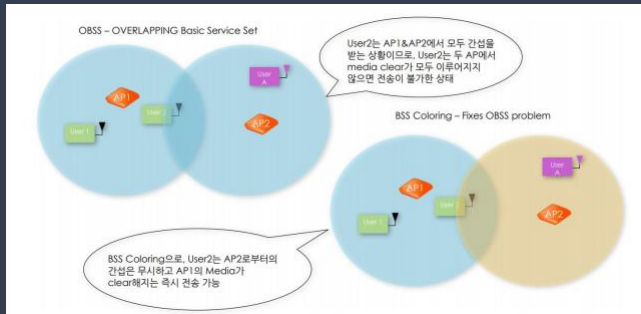 OBSS – OVERLAPPING Basic Service Set
User2는 AP1&AP2에서 모두 간섭을
받는 상황이므로, User2는 두 AP에서
media clear가 모두 이루어지지
않으면 전송이 불가한 상태
User
A
AP1
User 2
User 1
AP2
BSS Coloring – Fixes OBSS problem
User
A
AP1
User 2
User 1
AP2
BSS Coloring으로, User2는 AP2로부터의
간섭은 무시하고 AP1의 Media가
clear해지는 즉시 전송 가능